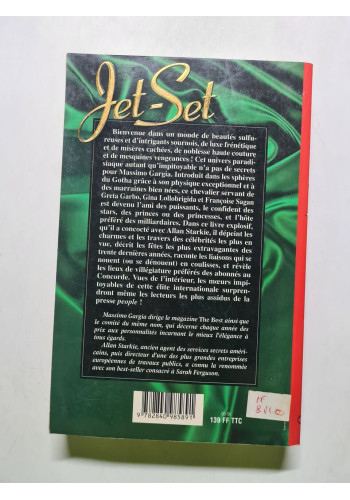 Jet-Set
Bienvenue dans un monde de beautés sulfu-
reuses et d'intrigants sournois, de luxe frénétique
et de misères cachées, de noblesse haute couture
et de mesquines vengeances ! Cet univers paradi-
siaque autant qu'impitoyable n'a pas de secrets
pour Massimo Gargia. Introduit dans les sphères
du Gotha grâce à son physique exceptionnel et à
des marraines bien nées, ce chevalier servant de
Greta Garbo, Gina Lollobrigida et Françoise Sagan
est devenu l'ami des puissants, le confident des
stars, des princes ou des princesses, et l'hôte
préféré des milliardaires. Dans ce livre explosif,
qu'il a concocté avec Allan Starkie, il dépeint les
charmes et les travers des célébrités les plus en
vue, décrit les fêtes les plus extravagantes des
trente dernières années, raconte les liaisons qui se
nouent (ou se dénouent) en coulisses, et révèle
les lieux de villégiature préférés des abonnés au
Concorde. Vues de l'intérieur, les mœurs impi-
toyables de cette élite internationale surpren-
dront même les lecteurs les plus assidus de la
presse people !
Massimo Gargia dirige le magazine The Best ainsi que
le comité du même nom, qui décerne chaque année des
prix aux personnalités incarnant le mieux l'élégance à
tous égards.
Allan Starkie, ancien agent des services secrets améri-
cains, puis directeur d'une des plus grandes entreprises
européennes de travaux publics, a connu la renommée
avec son best-seller consacré à Sarah Ferguson.
9 782840 985891
139 FF TTC